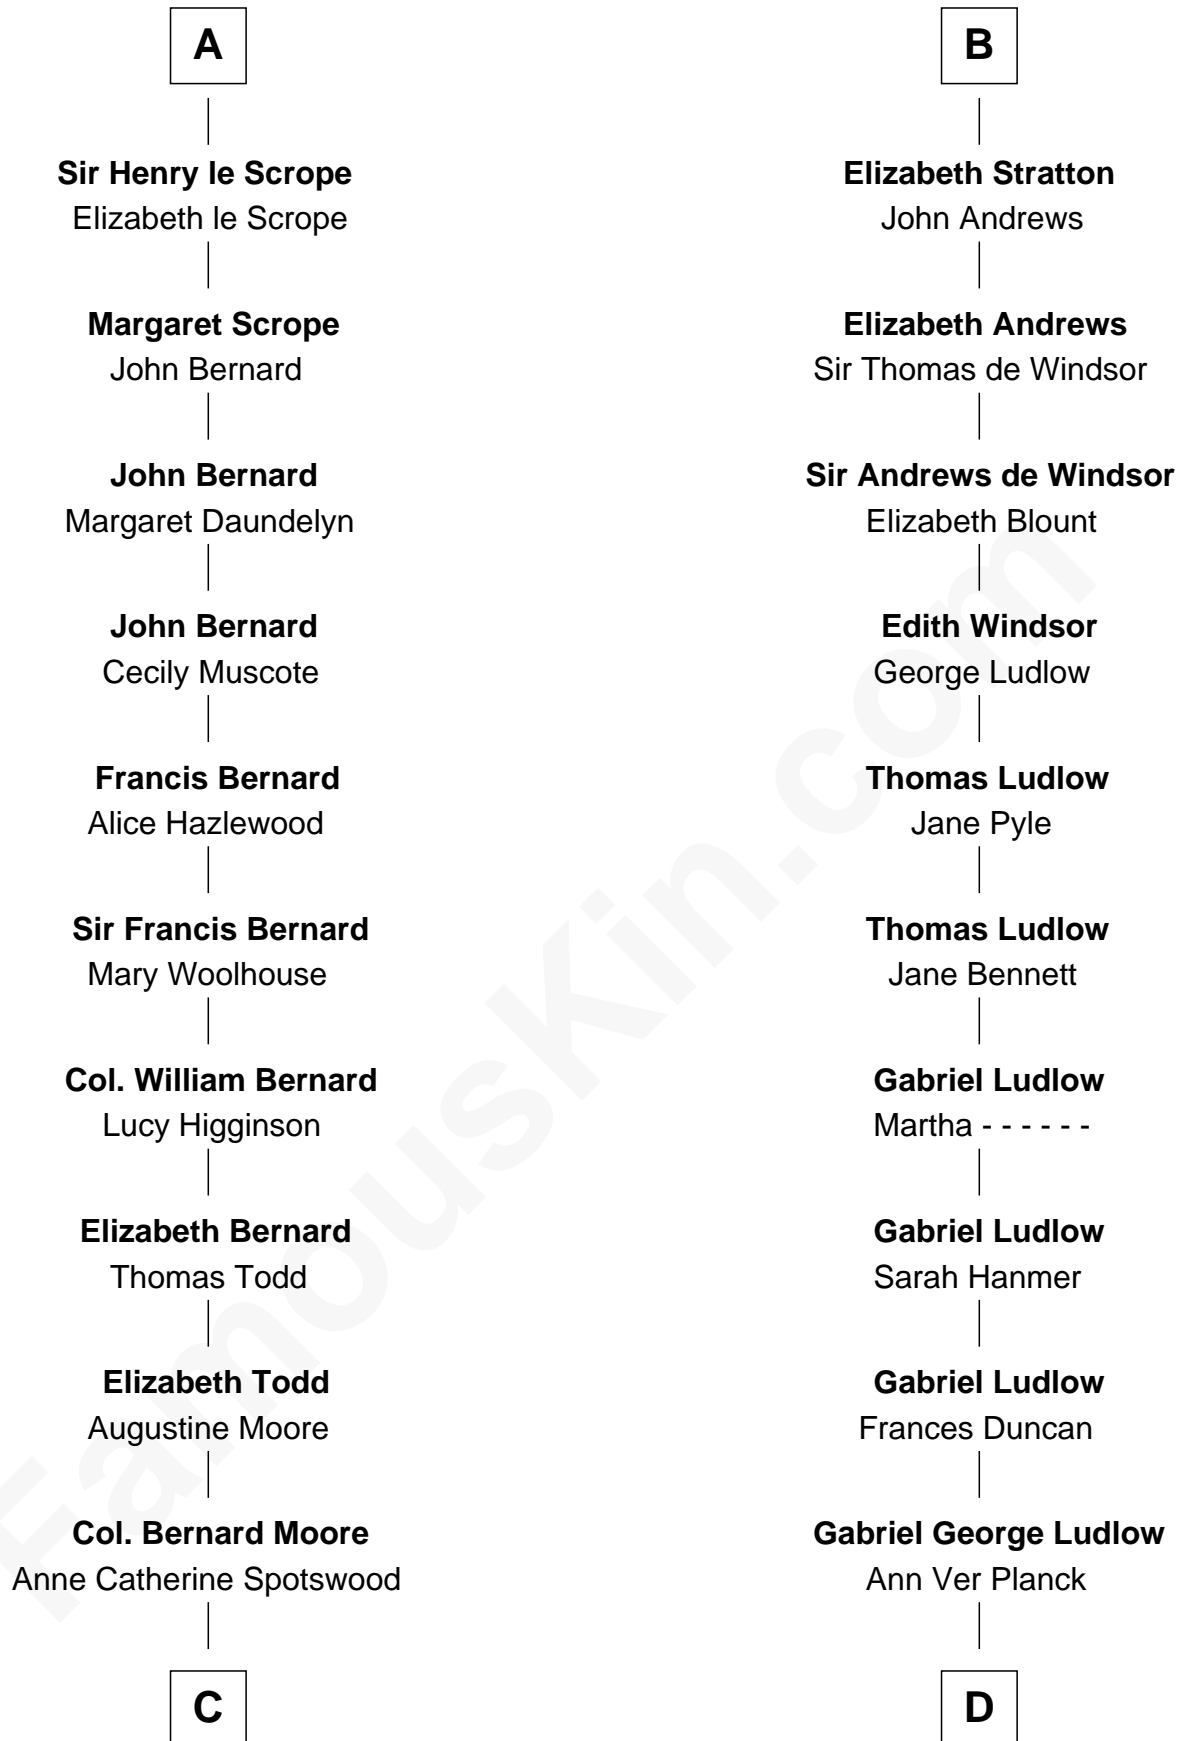 A
Sir Henry le Scrope
Elizabeth le Scrope
Margaret Scrope
John Bernard
John Bernard
Margaret Daundelyn
John Bernard
Cecily Muscote
Francis Bernard
Alice Hazlewood
Sir Francis Bernard
Mary Woolhouse
Col. William Bernard
Lucy Higginson
Elizabeth Bernard
Thomas Todd
Elizabeth Todd
Augustine Moore
Col. Bernard Moore
Anne Catherine Spotswood
C
B
Elizabeth Stratton
John Andrews
Elizabeth Andrews
Sir Thomas de Windsor
Sir Andrews de Windsor
Elizabeth Blount
Edith Windsor
George Ludlow
Thomas Ludlow
Jane Pyle
Thomas Ludlow
Jane Bennett
Gabriel Ludlow
Martha - - - - - -
Gabriel Ludlow
Sarah Hanmer
Gabriel Ludlow
Frances Duncan
Gabriel George Ludlow
Ann Ver Planck
D
FamousKin.com